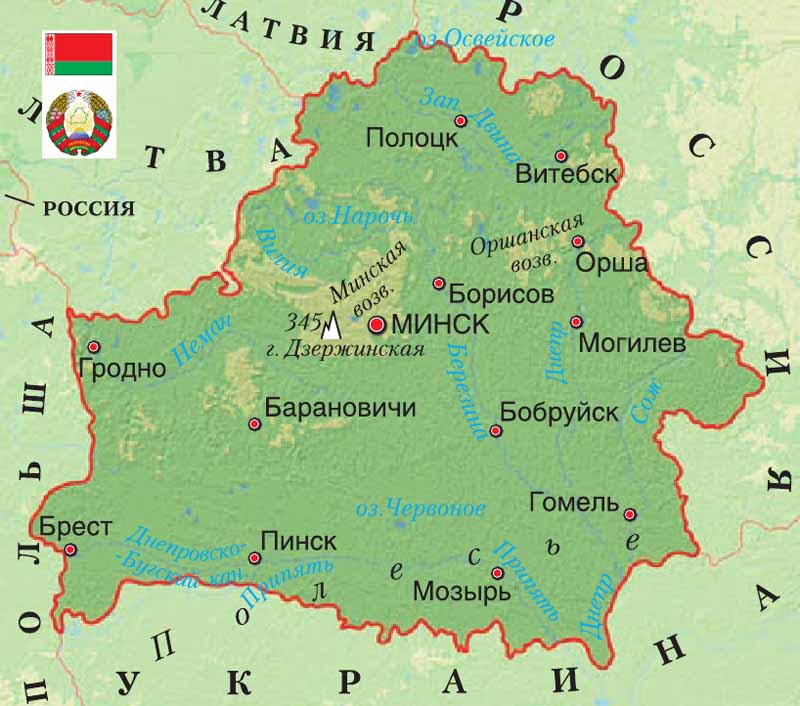 ЛАТВИЯ
РОССИЯ
оз.Освейское
ЛИТВА
Зап. Двина
Полоцк
Витебск
РОССИЯ
оз.Нарочь
Вилия
Оршанская
возв.
Орша
Минская
возв.
Борисов
345
МИНСК
г. Дзержинская
Неман
Гродно
Днепр
Могилев
Березина
Сож
Барановичи
Бобруйск
ПОЛЬША
оз.Червоное
Гомель
Брест
Днепровско-
-Бугский кан.
Пинск
Припять
Полесье
Мозырь
Припять
Днепр
УКРАИНА